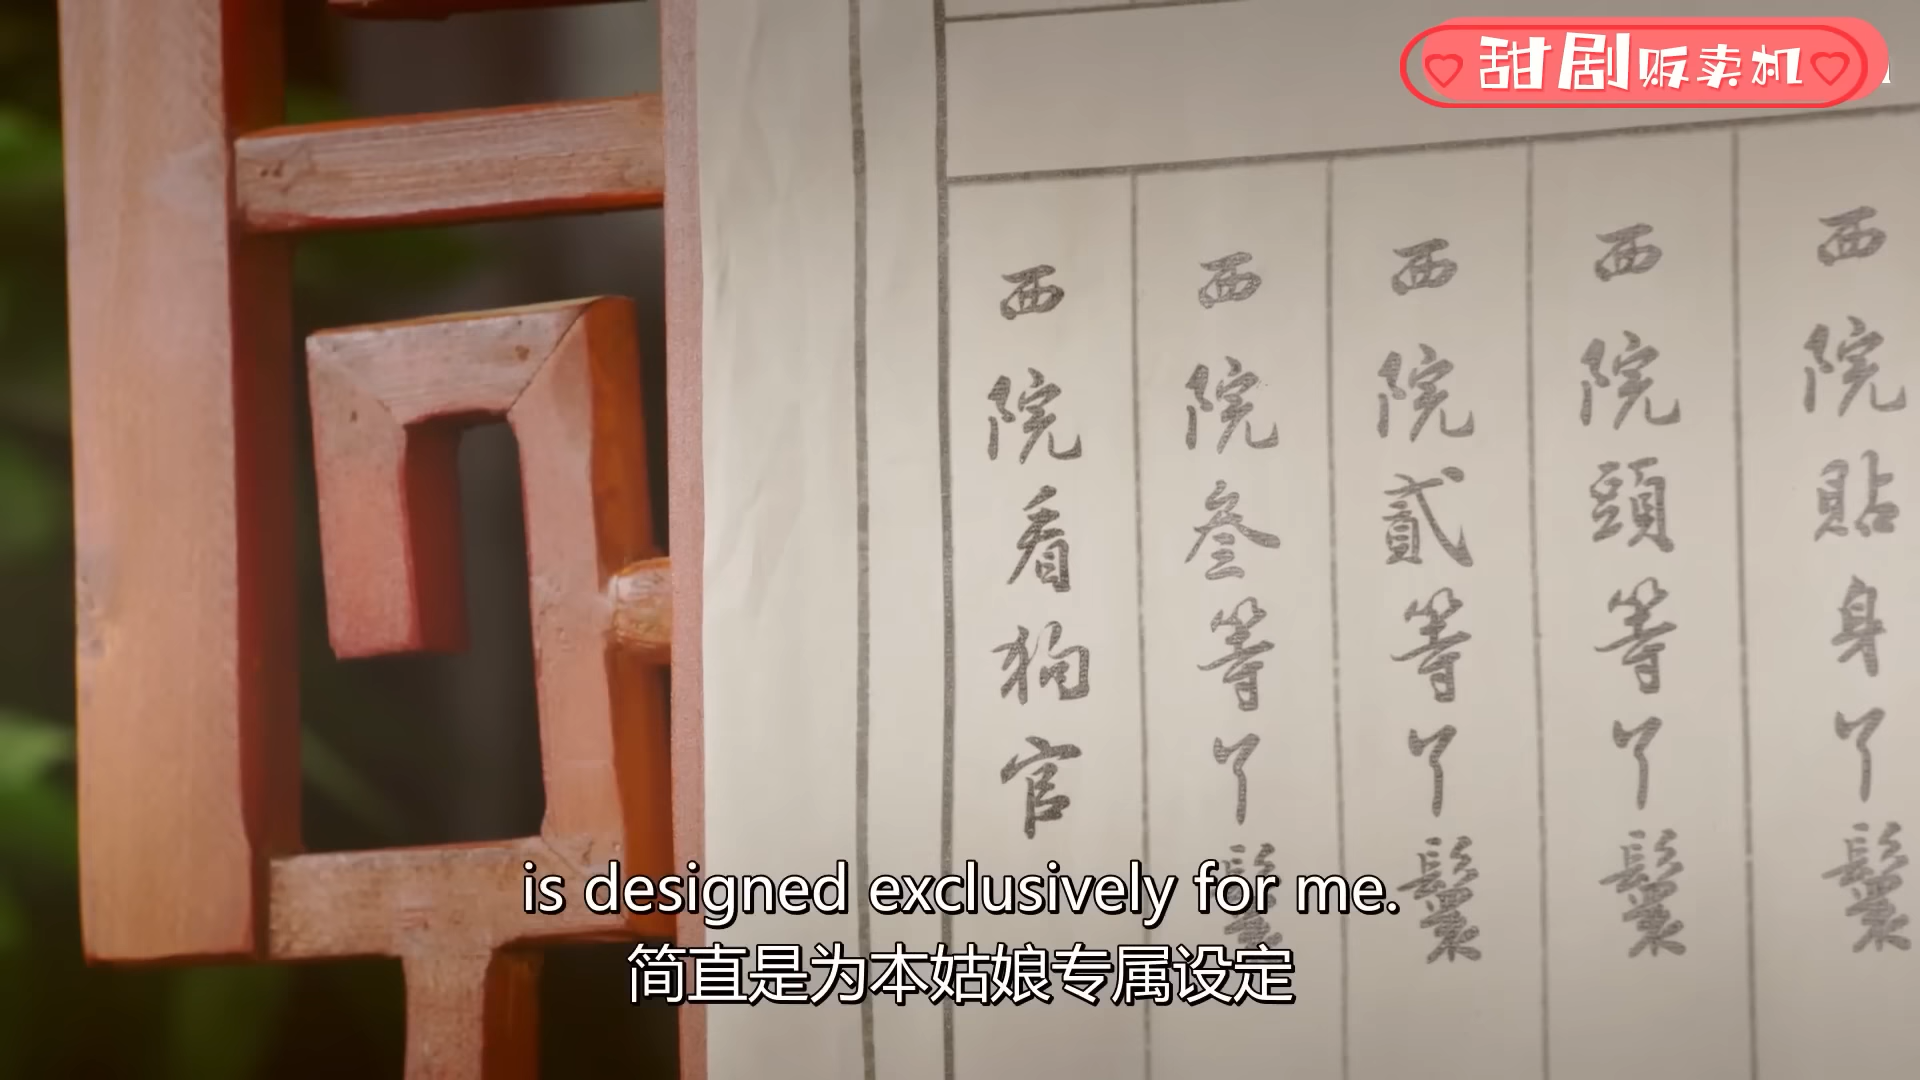 甜剧贩卖机
西院貼身丫鬟
西院頭等丫鬟
西院貳等丫鬟
西院叁等丫鬟
西院看狗官
is designed exclusively for me.
简直是为本姑娘专属设定